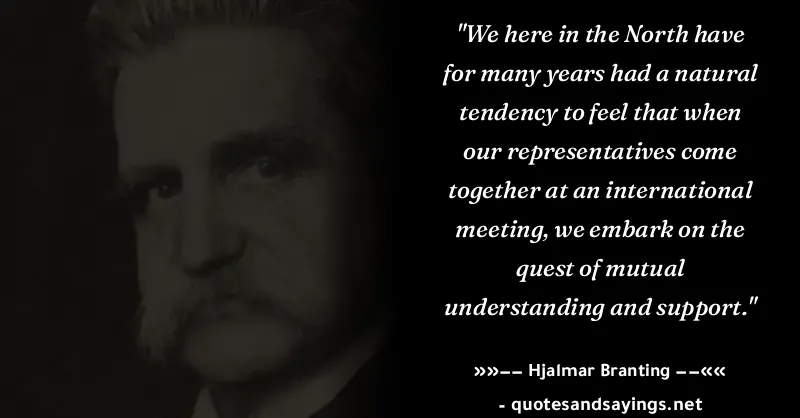 "We here in the North have
for many years had a natural
tendency to feel that when
our representatives come
together at an international
meeting, we embark on the
quest of mutual
understanding and support."
»»−− Hjalmar Branting −−««
- quotesandsayings.net